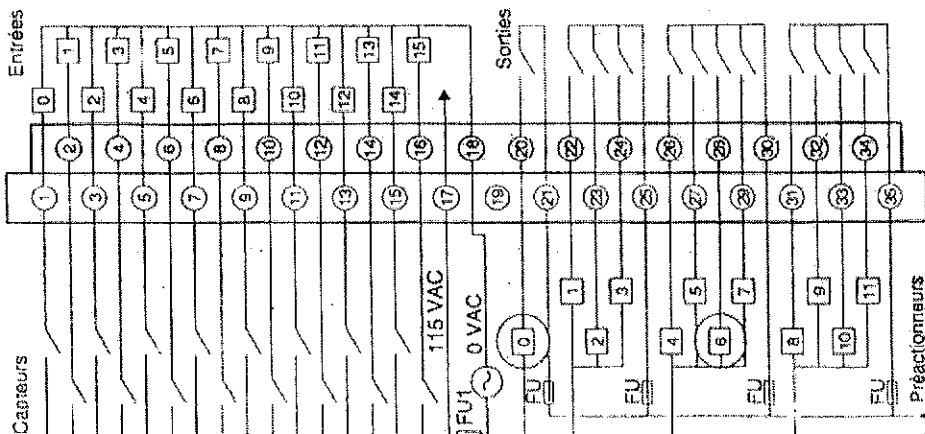 Entrées
Sorties
1 3 5 7 9 11 13 15
0 2 4 6 8 10 12 14
2 4 6 8 10 12 14 16 18 20 22 24 26 28 30 32 34
1 3 5 7 9 11 13 15 17 19 21 23 25 27 29 31 33 35
Capteurs
115 VAC
0 VAC
FU1
~
1 3 5 7 9 11
0 2 4 6 8 10
FU
FU
FU
FU
Préactionneurs